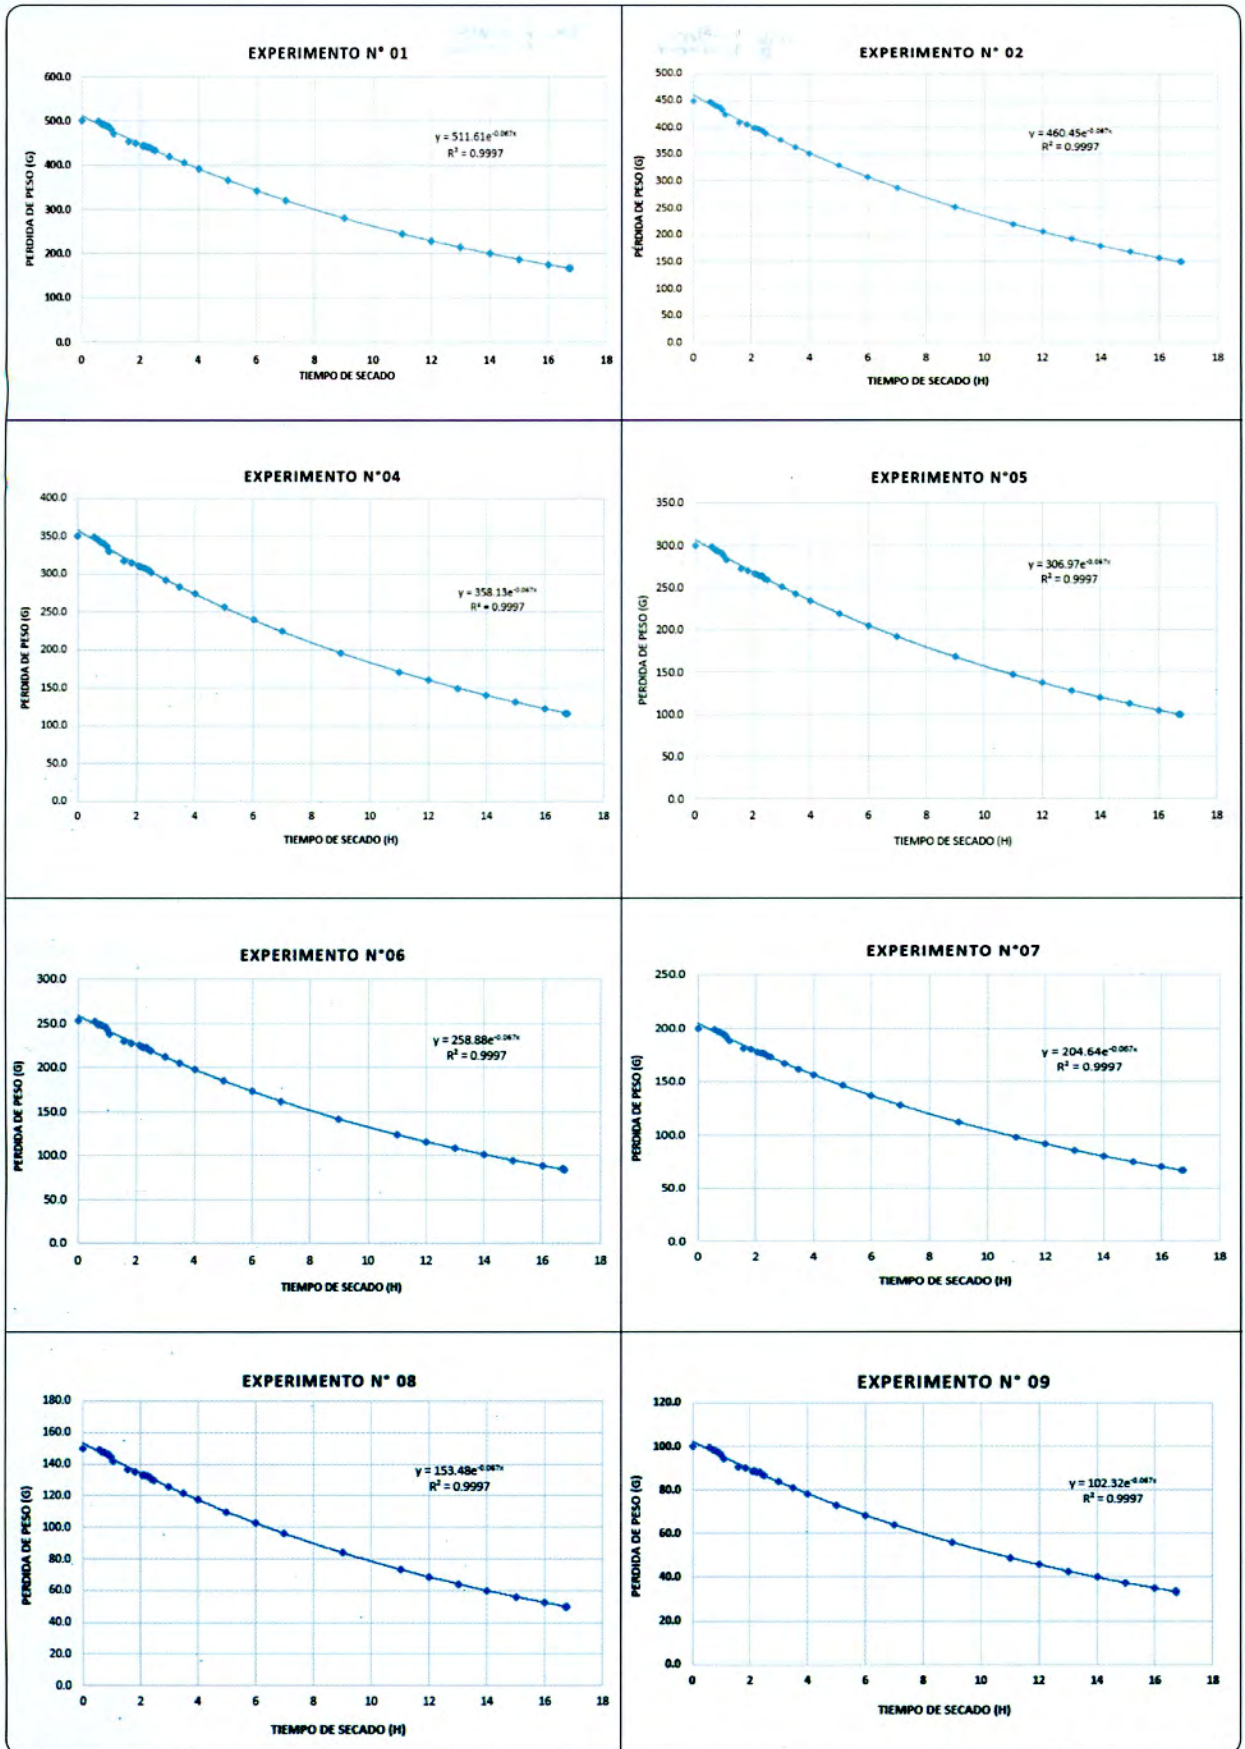 EXPERIMENTO N° 01
600.0
500.0
400.0
300.0
200.0
100.0
0.0
PERDIDA DE PESO (G)
y = 511.61e^-0.067x
R² = 0.9997
0 2 4 6 8 10 12 14 16 18
TIEMPO DE SECADO
EXPERIMENTO N° 02
500.0
450.0
400.0
350.0
300.0
250.0
200.0
150.0
100.0
50.0
0.0
PÉRDIDA DE PESO (G)
y = 460.45e^-0.067x
R² = 0.9997
0 2 4 6 8 10 12 14 16 18
TIEMPO DE SECADO (H)
EXPERIMENTO N°04
400.0
350.0
300.0
250.0
200.0
150.0
100.0
50.0
0.0
PERDIDA DE PESO (G)
y = 358.13e^-0.067x
R² = 0.9997
0 2 4 6 8 10 12 14 16 18
TIEMPO DE SECADO (H)
EXPERIMENTO N°05
350.0
300.0
250.0
200.0
150.0
100.0
50.0
0.0
PERDIDA DE PESO (G)
y = 306.97e^-0.067x
R² = 0.9997
0 2 4 6 8 10 12 14 16 18
TIEMPO DE SECADO (H)
EXPERIMENTO N°06
300.0
250.0
200.0
150.0
100.0
50.0
0.0
PERDIDA DE PESO (G)
y = 258.88e^-0.067x
R² = 0.9997
0 2 4 6 8 10 12 14 16 18
TIEMPO DE SECADO (H)
EXPERIMENTO N°07
250.0
200.0
150.0
100.0
50.0
0.0
PERDIDA DE PESO (G)
y = 204.64e^-0.067x
R² = 0.9997
0 2 4 6 8 10 12 14 16 18
TIEMPO DE SECADO (H)
EXPERIMENTO N° 08
180.0
160.0
140.0
120.0
100.0
80.0
60.0
40.0
20.0
0.0
PERDIDA DE PESO (G)
y = 153.48e^-0.067x
R² = 0.9997
0 2 4 6 8 10 12 14 16 18
TIEMPO DE SECADO (H)
EXPERIMENTO N° 09
120.0
100.0
80.0
60.0
40.0
20.0
0.0
PERDIDA DE PESO (G)
y = 102.32e^-0.067x
R² = 0.9997
0 2 4 6 8 10 12 14 16 18
TIEMPO DE SECADO (H)